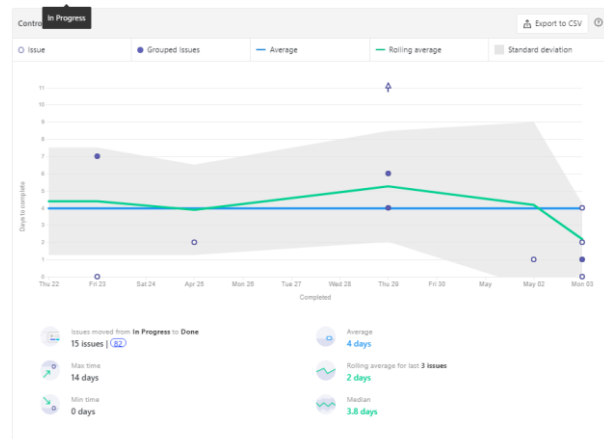 In Progress
Contro
Export to CSV
Issue
Grouped issues
Average
Rolling average
Standard deviation
11
10
9
8
7
6
5
4
3
2
1
0
Days to complete
Thu 22
Fri 23
Sat 24
Apr 25
Mon 26
Tue 27
Wed 28
Thu 29
Fri 30
May
May 02
Mon 03
Completed
Issues moved from In Progress to Done
15 issues | 82
Max time
14 days
Min time
0 days
Average
4 days
Rolling average for last 3 issues
2 days
Median
3.8 days